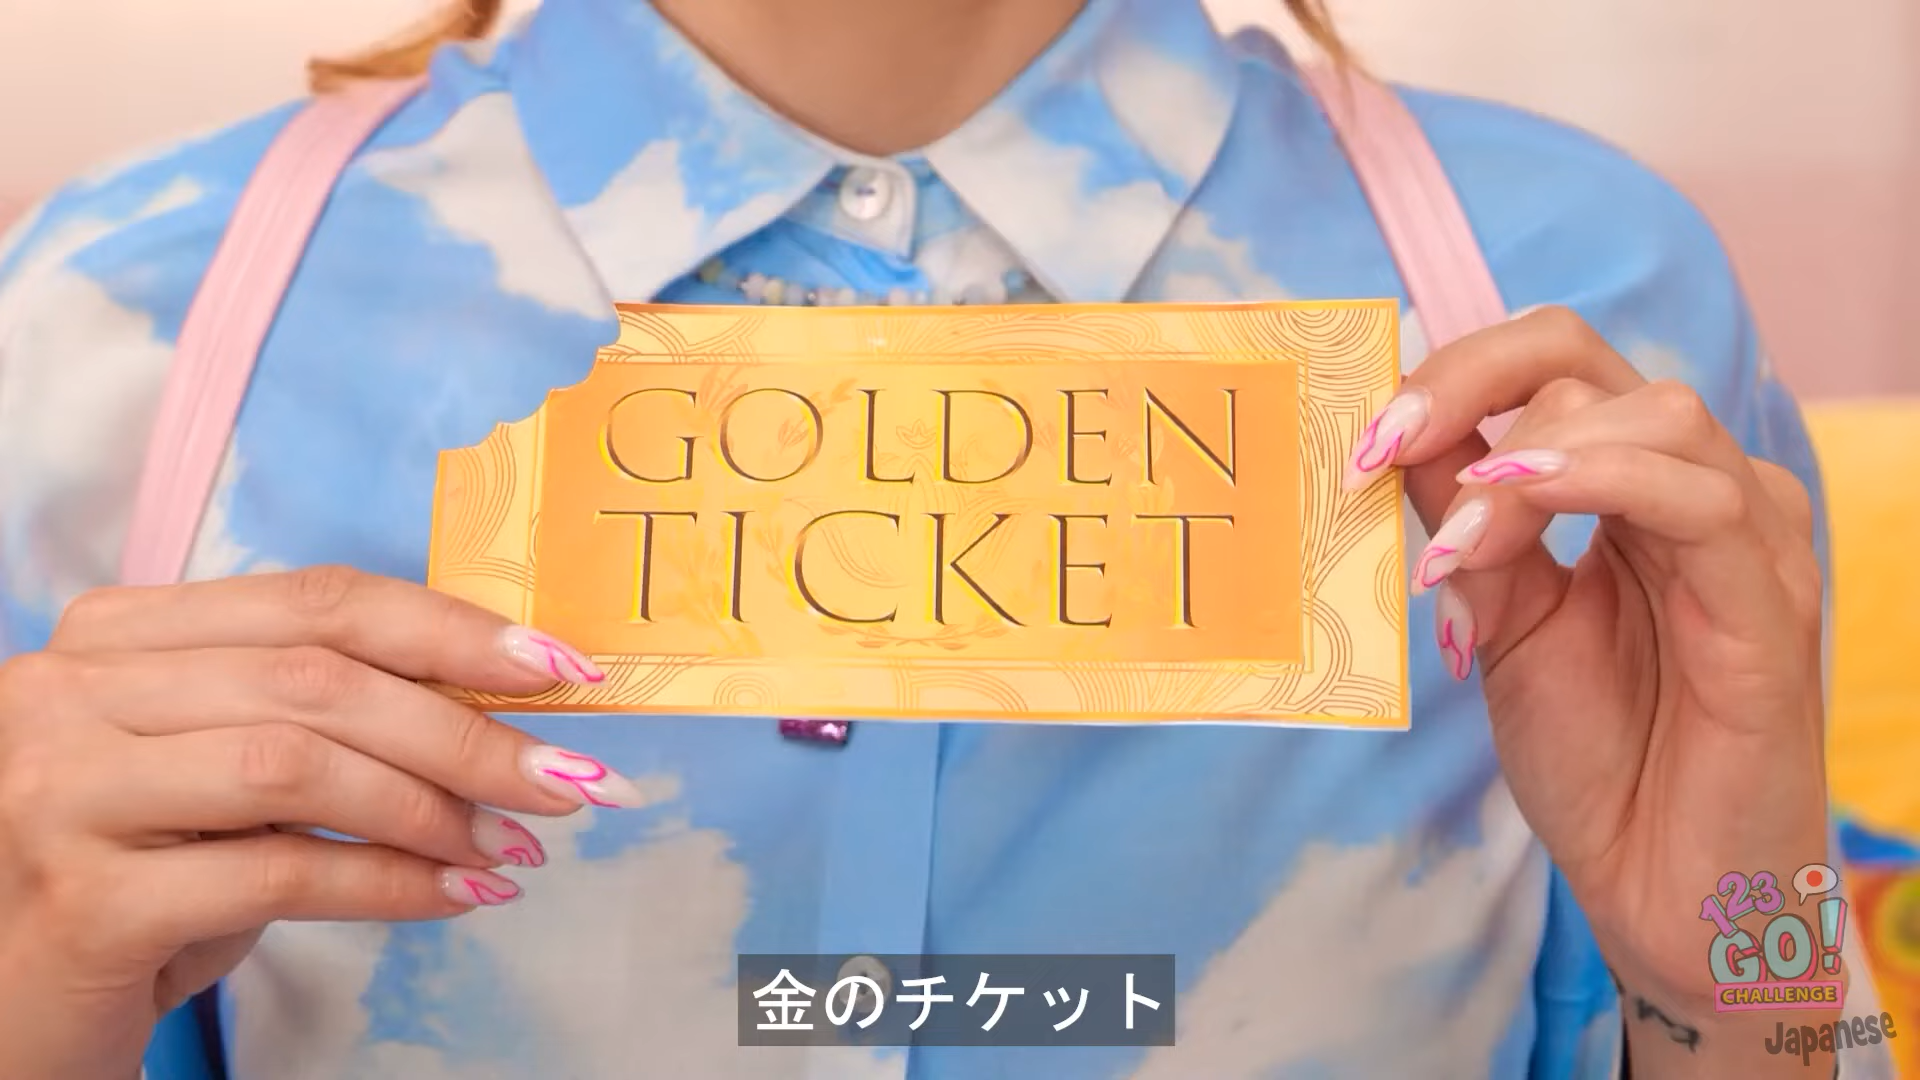 GOLDEN
TICKET
金のチケット
123
GO!
CHALLENGE
Japanese